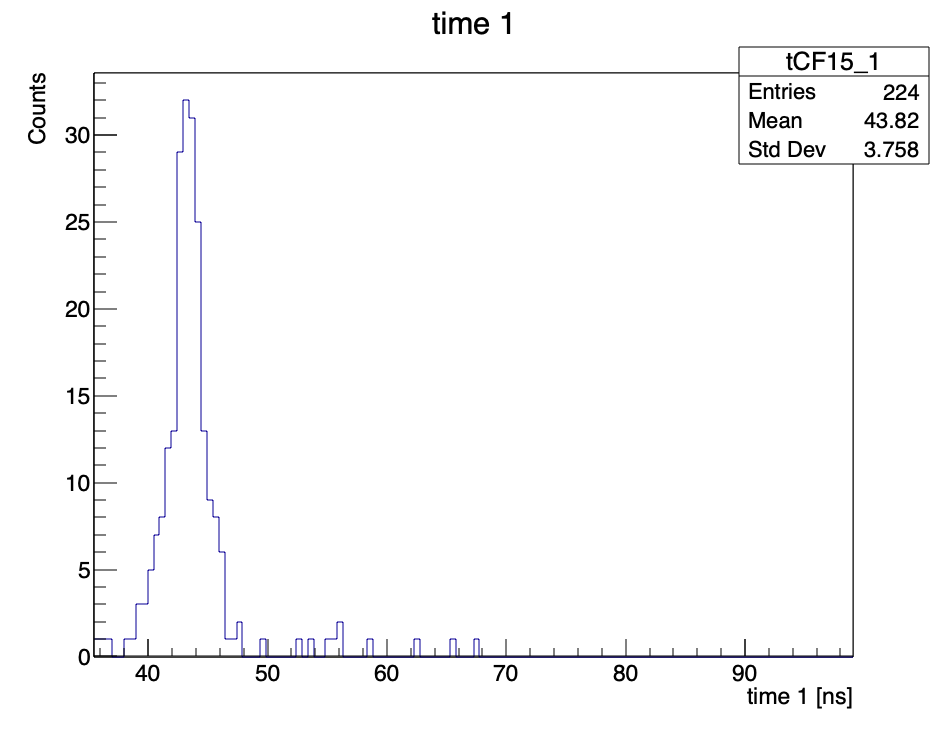 time 1
tCF15_1
Entries 224
Mean 43.82
Std Dev 3.758
Counts
30
25
20
15
10
5
0
40 50 60 70 80 90
time 1 [ns]